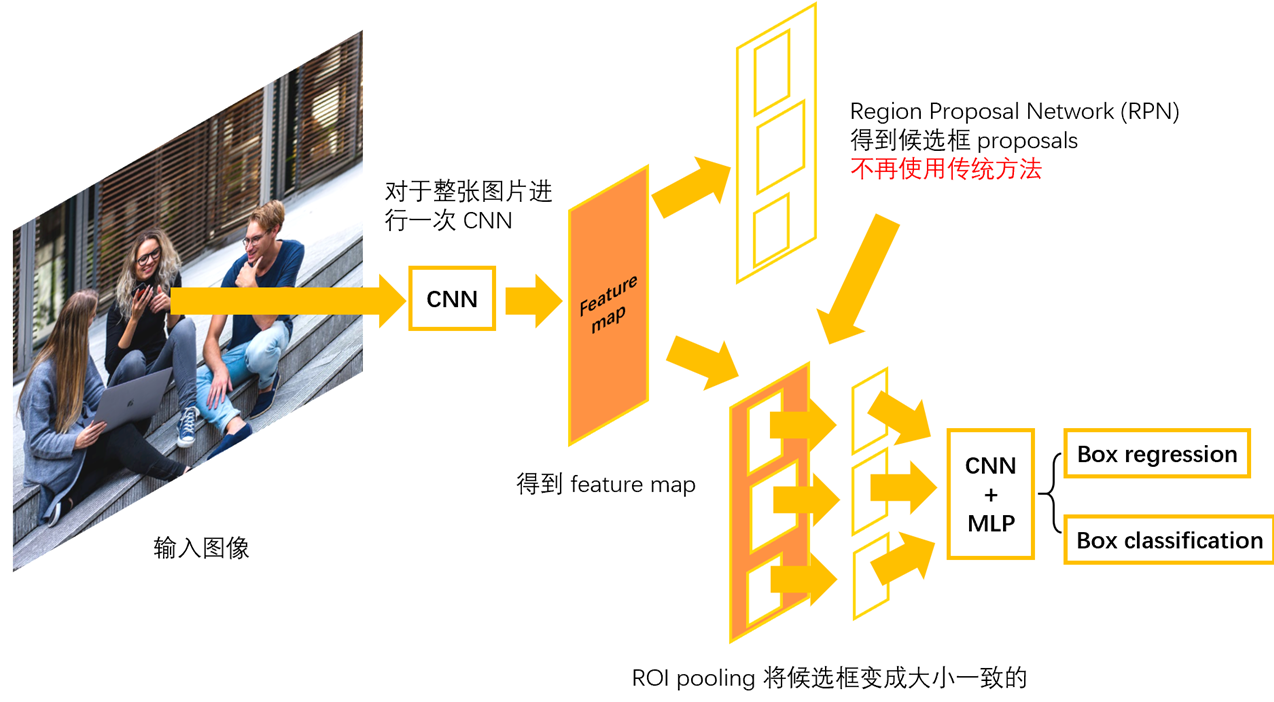 Region Proposal Network (RPN)
得到候选框 proposals
不再使用传统方法
对于整张图片进
行一次 CNN
CNN
Feature
map
得到 feature map
输入图像
CNN
+
MLP
Box regression
Box classification
ROI pooling 将候选框变成大小一致的